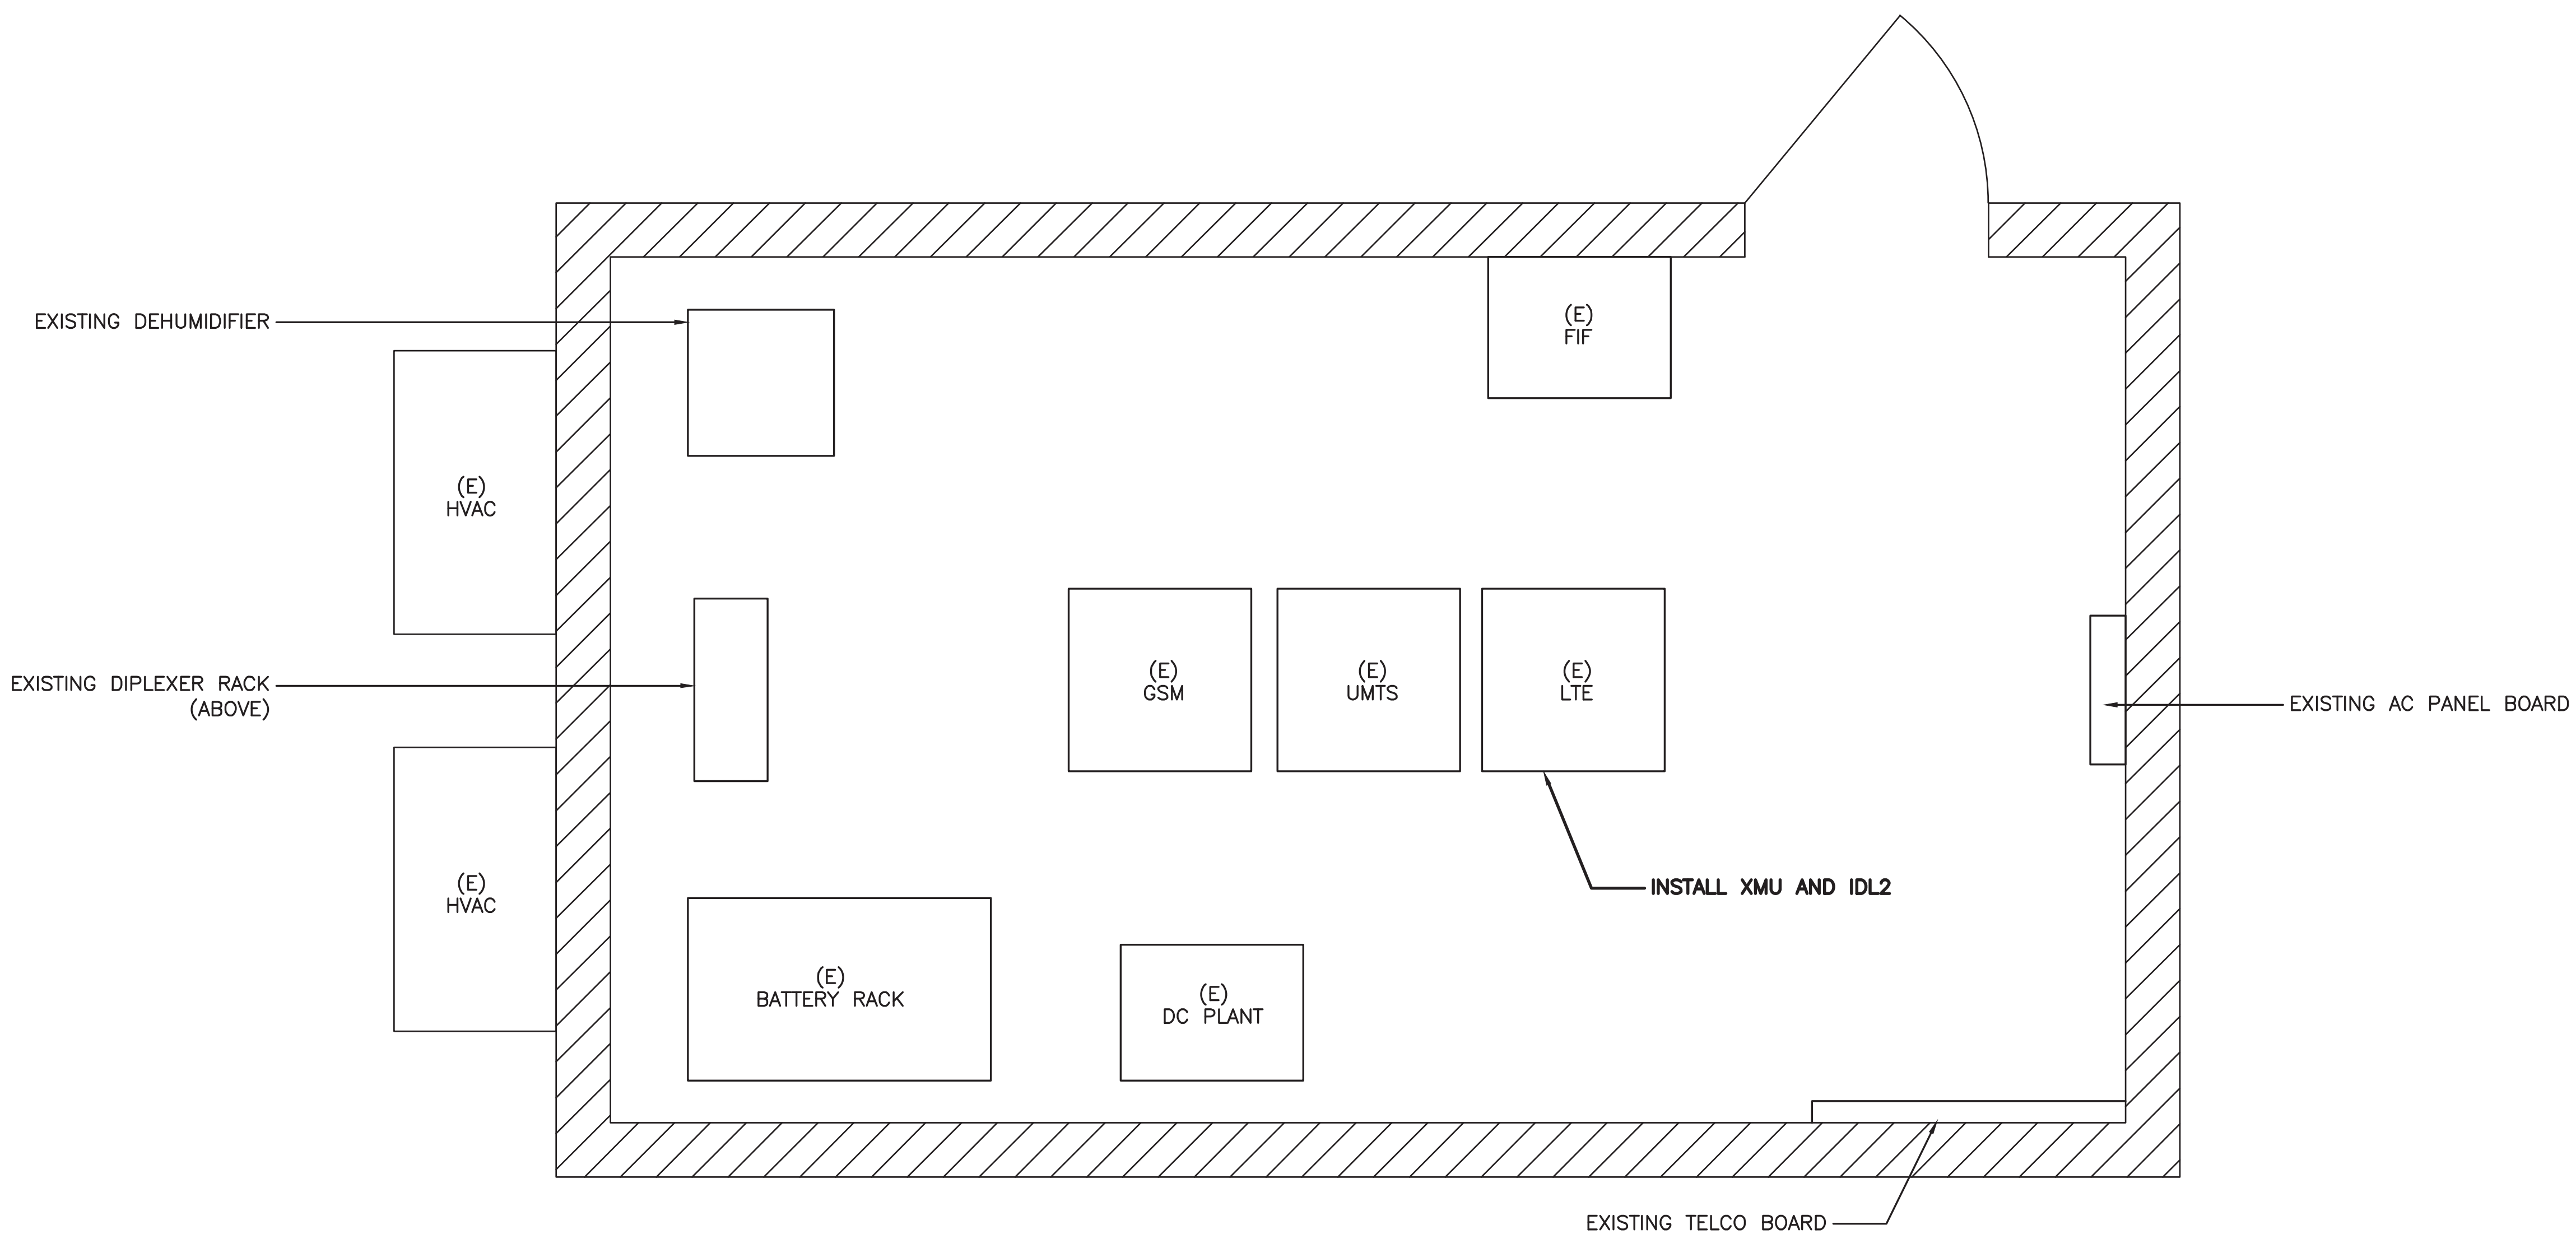 EXISTING DEHUMIDIFIER
(E)
FIF
(E)
HVAC
EXISTING DIPLEXER RACK
(ABOVE)
(E)
GSM
(E)
UMTS
(E)
LTE
EXISTING AC PANEL BOARD
INSTALL XMU AND IDL2
(E)
HVAC
(E)
BATTERY RACK
(E)
DC PLANT
EXISTING TELCO BOARD